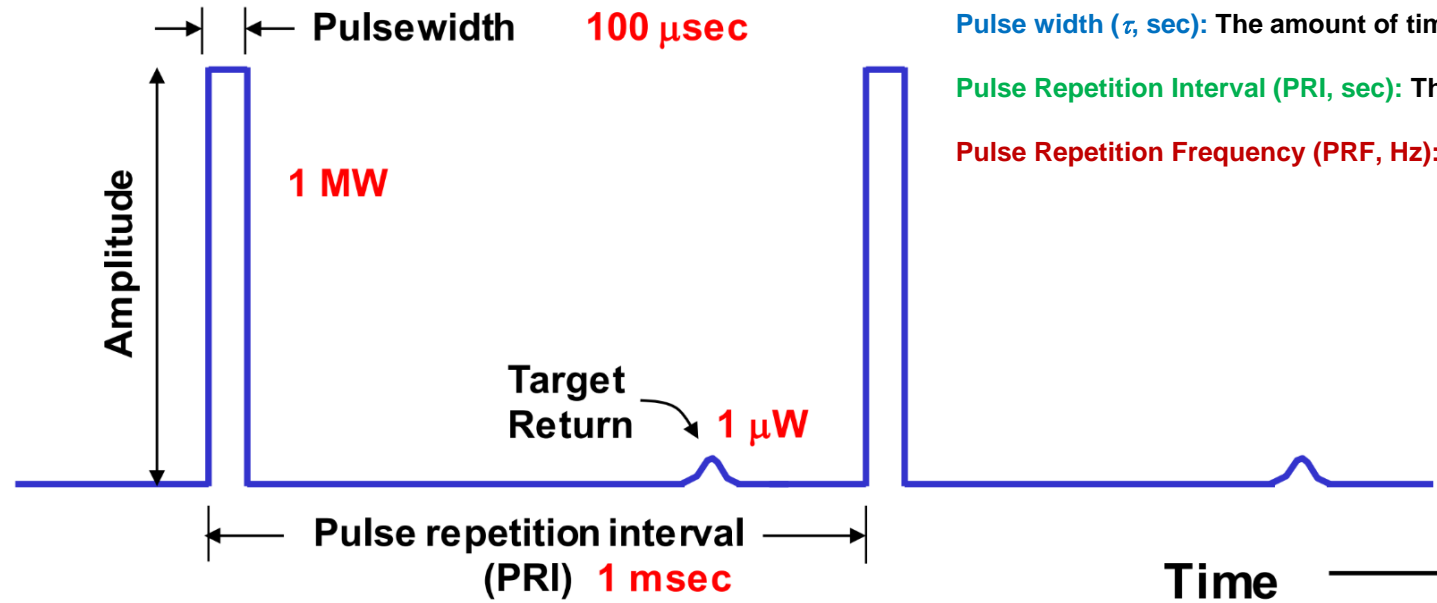 Pulsewidth 100 μsec
Pulse width (τ, sec): The amount of tim
Pulse Repetition Interval (PRI, sec): Th
Pulse Repetition Frequency (PRF, Hz):
Amplitude
1 MW
Target
Return 1 μW
Pulse repetition interval
(PRI) 1 msec
Time